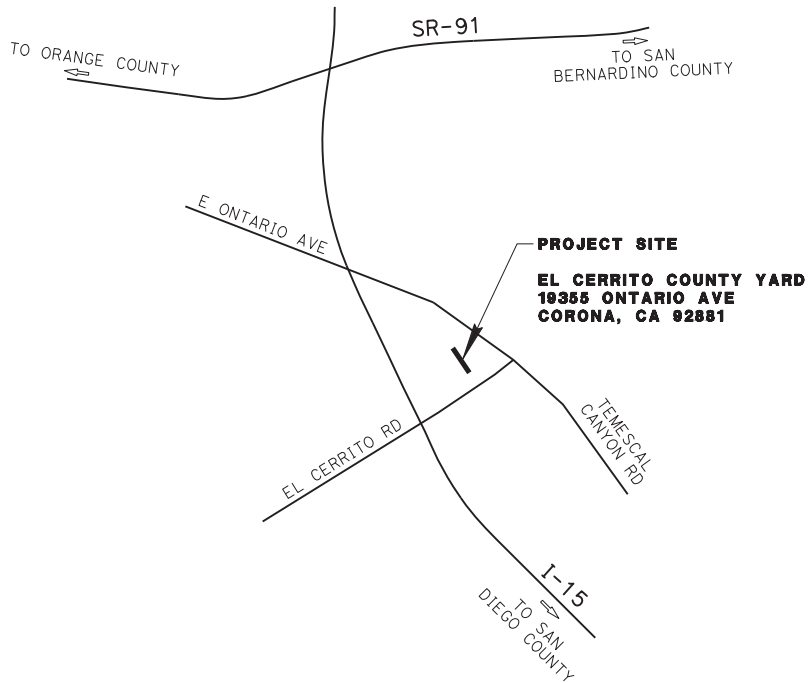 SR-91
TO ORANGE COUNTY
TO SAN
BERNARDINO COUNTY
E ONTARIO AVE
PROJECT SITE
EL CERRITO COUNTY YARD
19355 ONTARIO AVE
CORONA, CA 92881
TEMESCAL
CANYON RD
EL CERRITO RD
I-15
TO SAN
DIEGO COUNTY